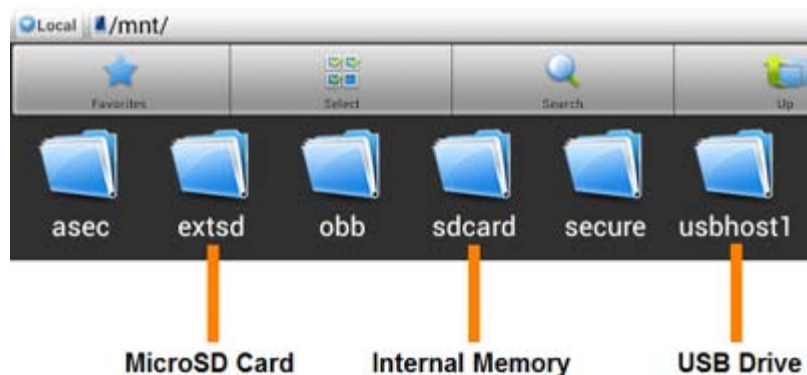 Local /mnt/
Favorites Select Search Up
asec extsd obb sdcard secure usbhost1
MicroSD Card Internal Memory USB Drive